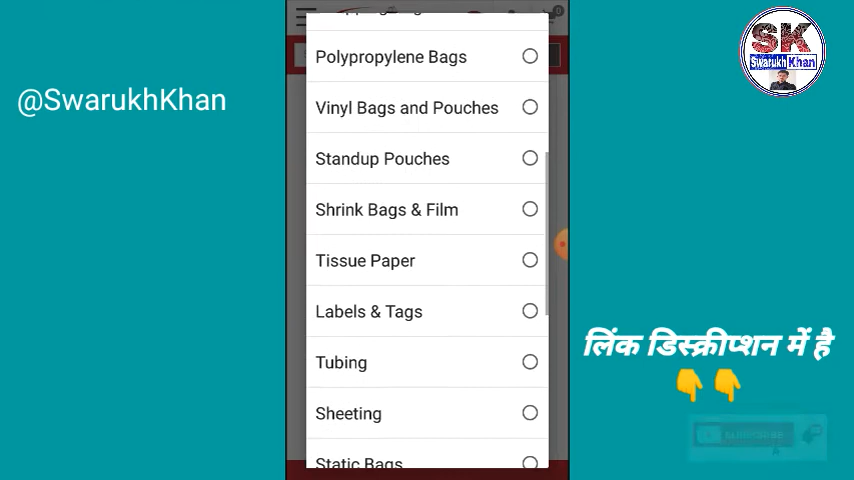 @SwarukhKhan
Polypropylene Bags
Vinyl Bags and Pouches
Standup Pouches
Shrink Bags & Film
Tissue Paper
Labels & Tags
Tubing
Sheeting
Static Bags
SK
Swarukh Khan
लिंक डिस्क्रीप्शन में है
👇👇
SUBSCRIBE